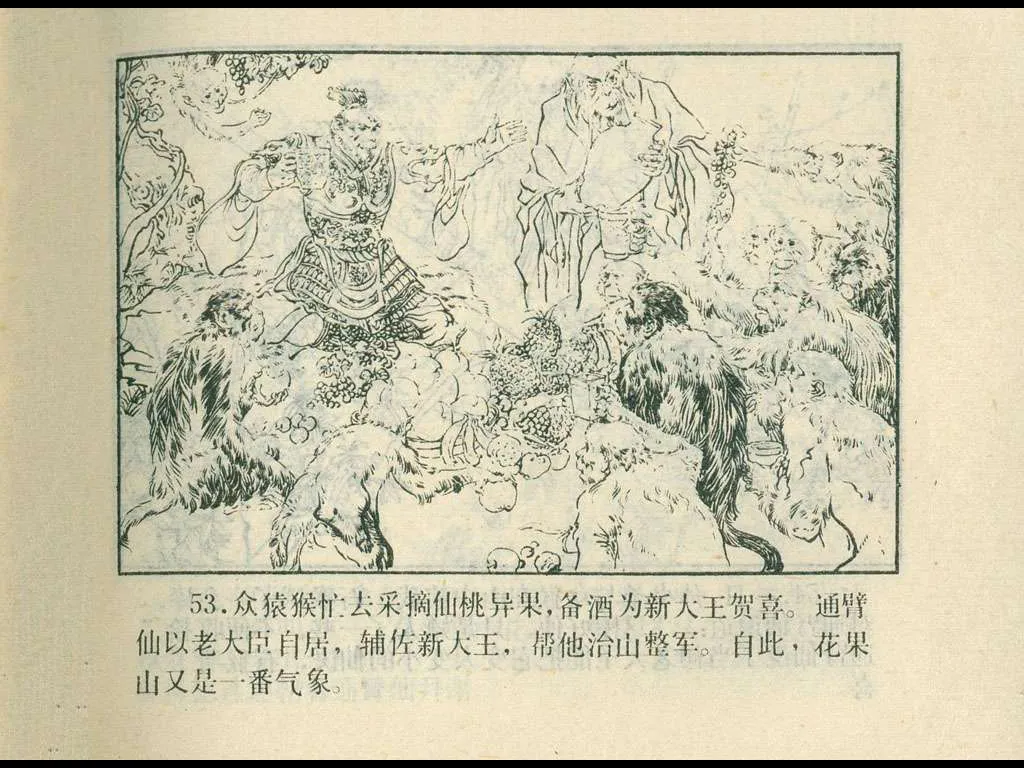 53.众猿猴忙去采摘仙桃异果，备酒为新大王贺喜。通臂
仙以老大臣自居，辅佐新大王，帮他治山整军。自此，花果
山又是一番气象。